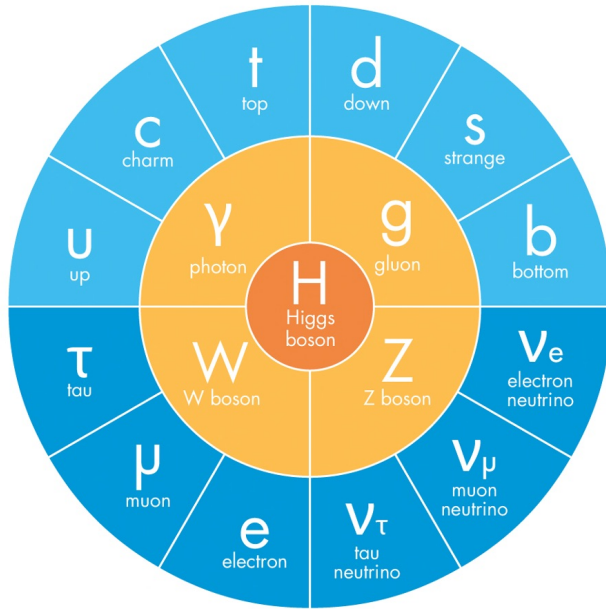 t
top
d
down
c
charm
s
strange
u
up
γ
photon
g
gluon
b
bottom
H
Higgs
boson
τ
tau
W
W boson
Z
Z boson
νe
electron
neutrino
μ
muon
νμ
muon
neutrino
e
electron
ντ
tau
neutrino